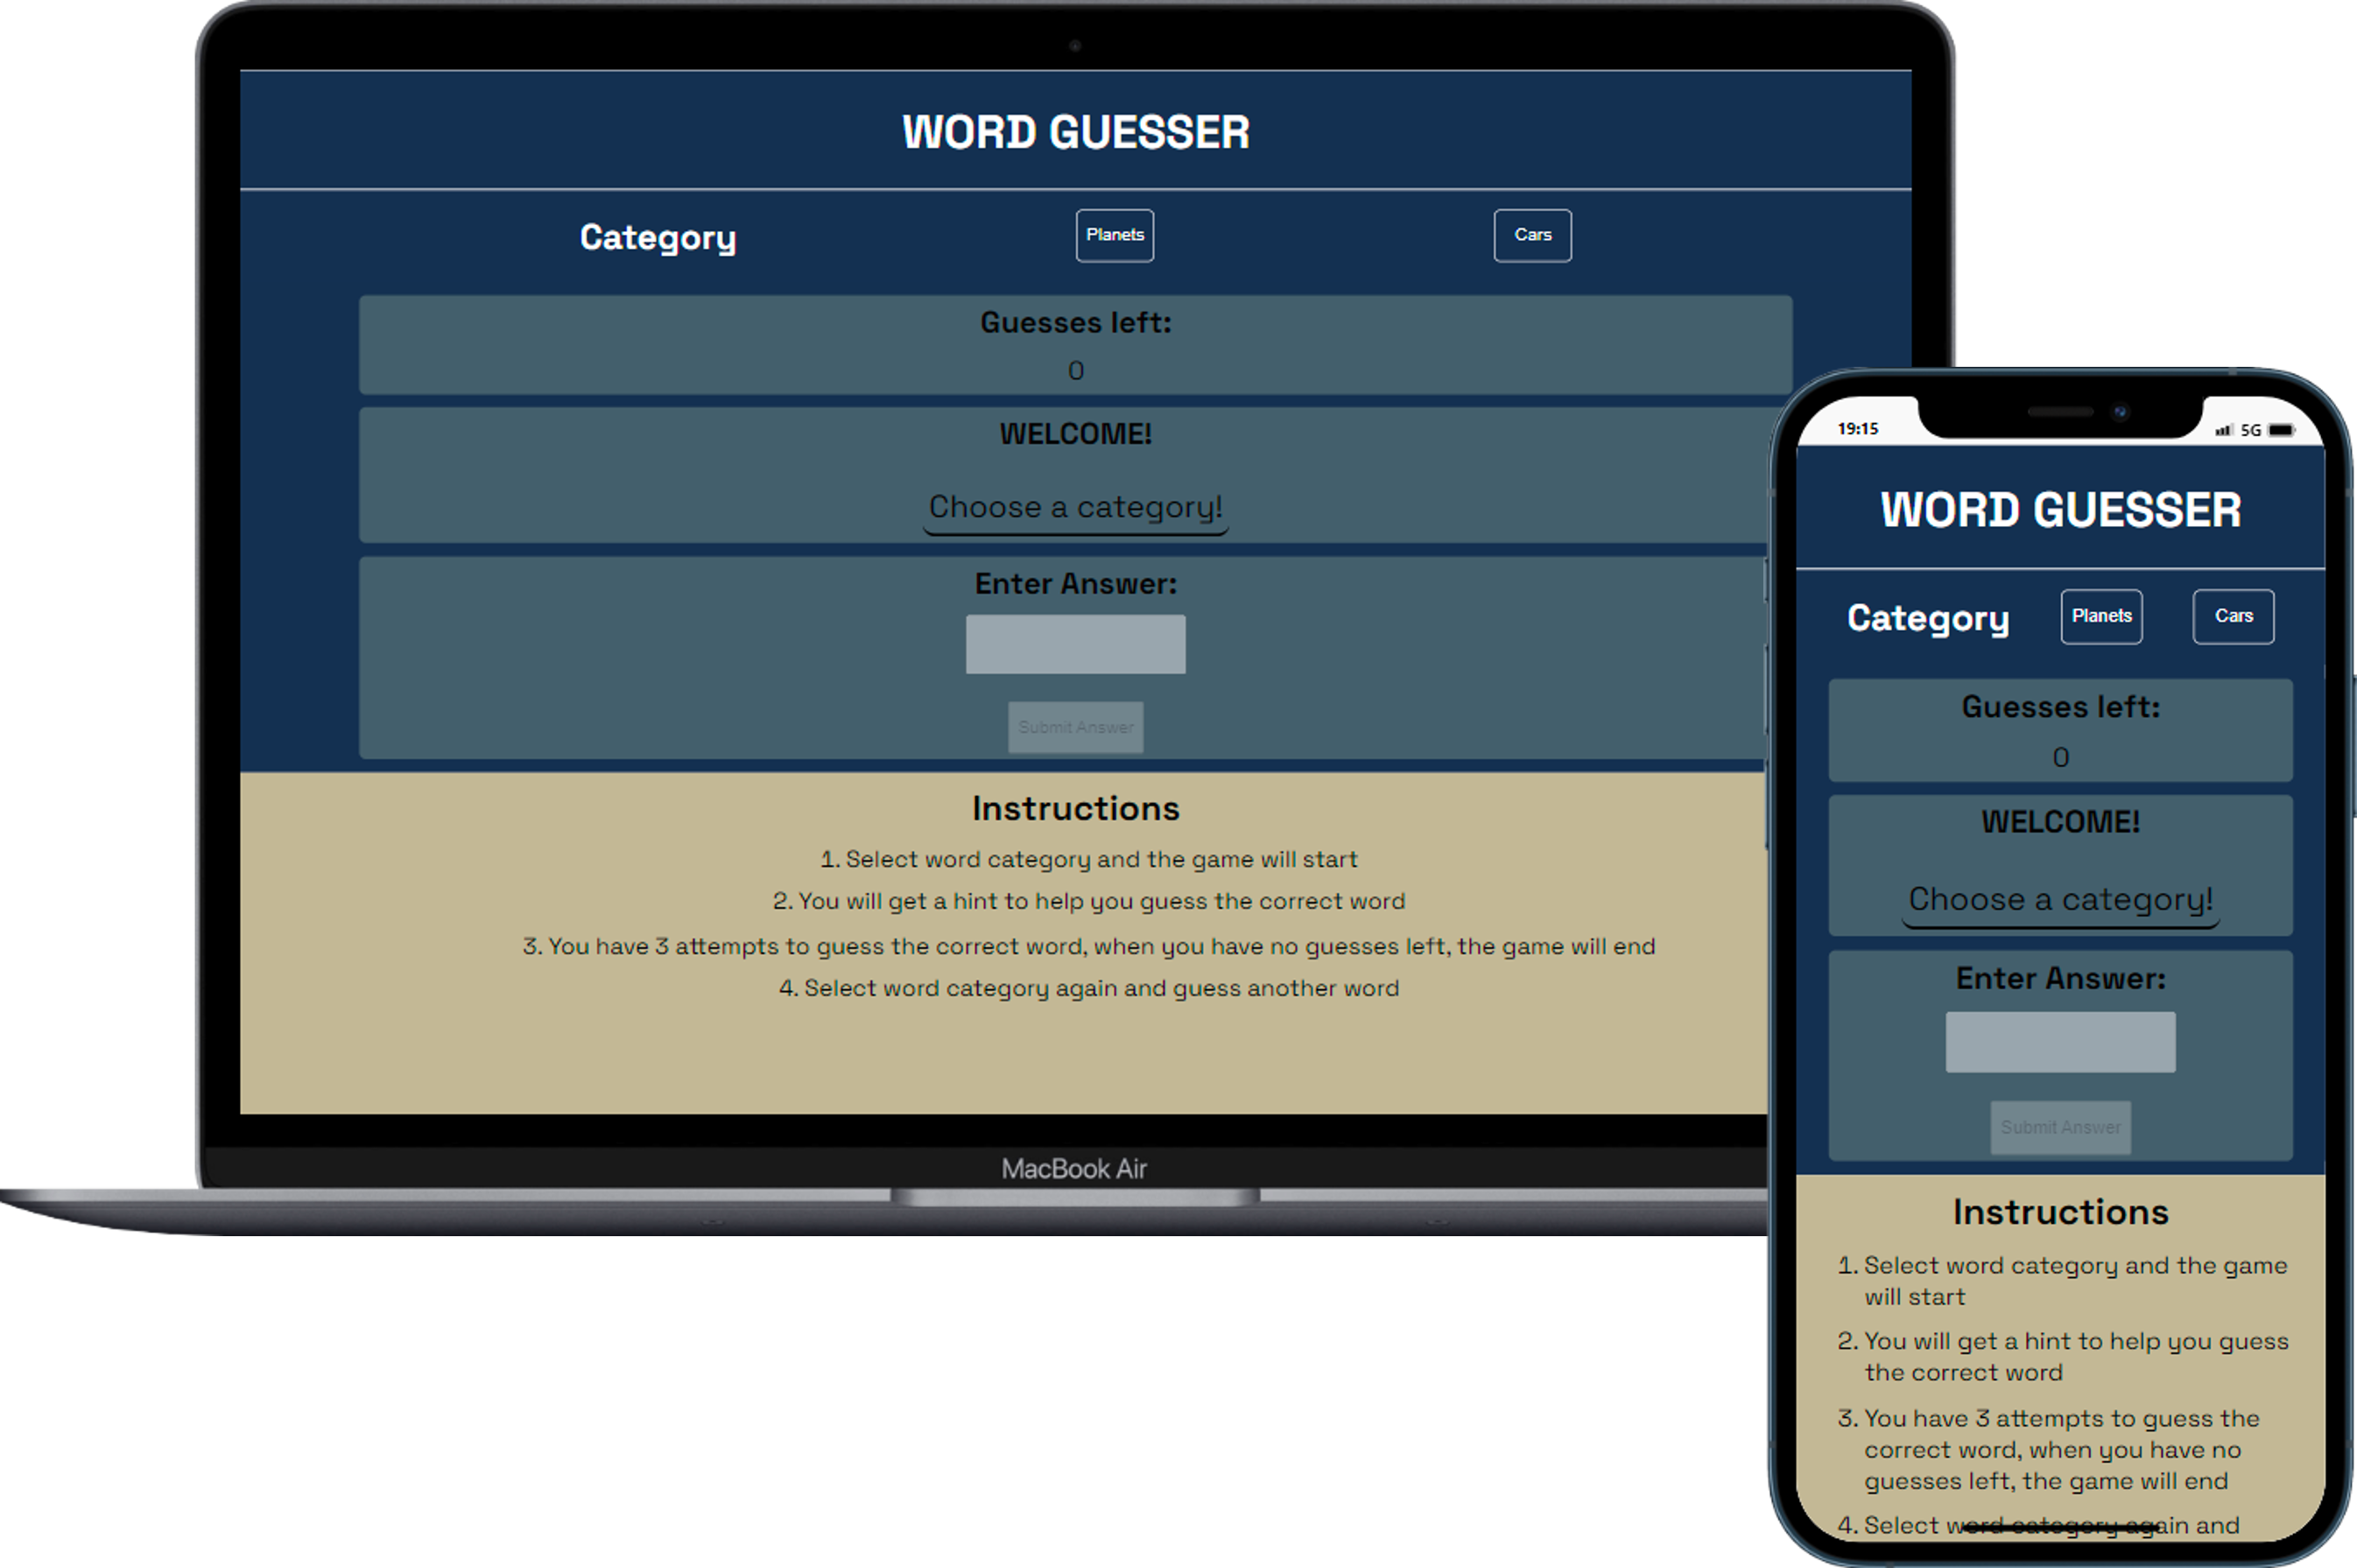 WORD GUESSER
Category
Planets
Cars
Guesses left:
0
WELCOME!
Choose a category!
Enter Answer:
Submit Answer
Instructions
1. Select word category and the game will start
2. You will get a hint to help you guess the correct word
3. You have 3 attempts to guess the correct word, when you have no guesses left, the game will end
4. Select word category again and guess another word
MacBook Air
19:15
5G
WORD GUESSER
Category
Planets
Cars
Guesses left:
0
WELCOME!
Choose a category!
Enter Answer:
Submit Answer
Instructions
1. Select word category and the game
will start
2. You will get a hint to help you guess
the correct word
3. You have 3 attempts to guess the
correct word, when you have no
guesses left, the game will end
4. Select word category again and